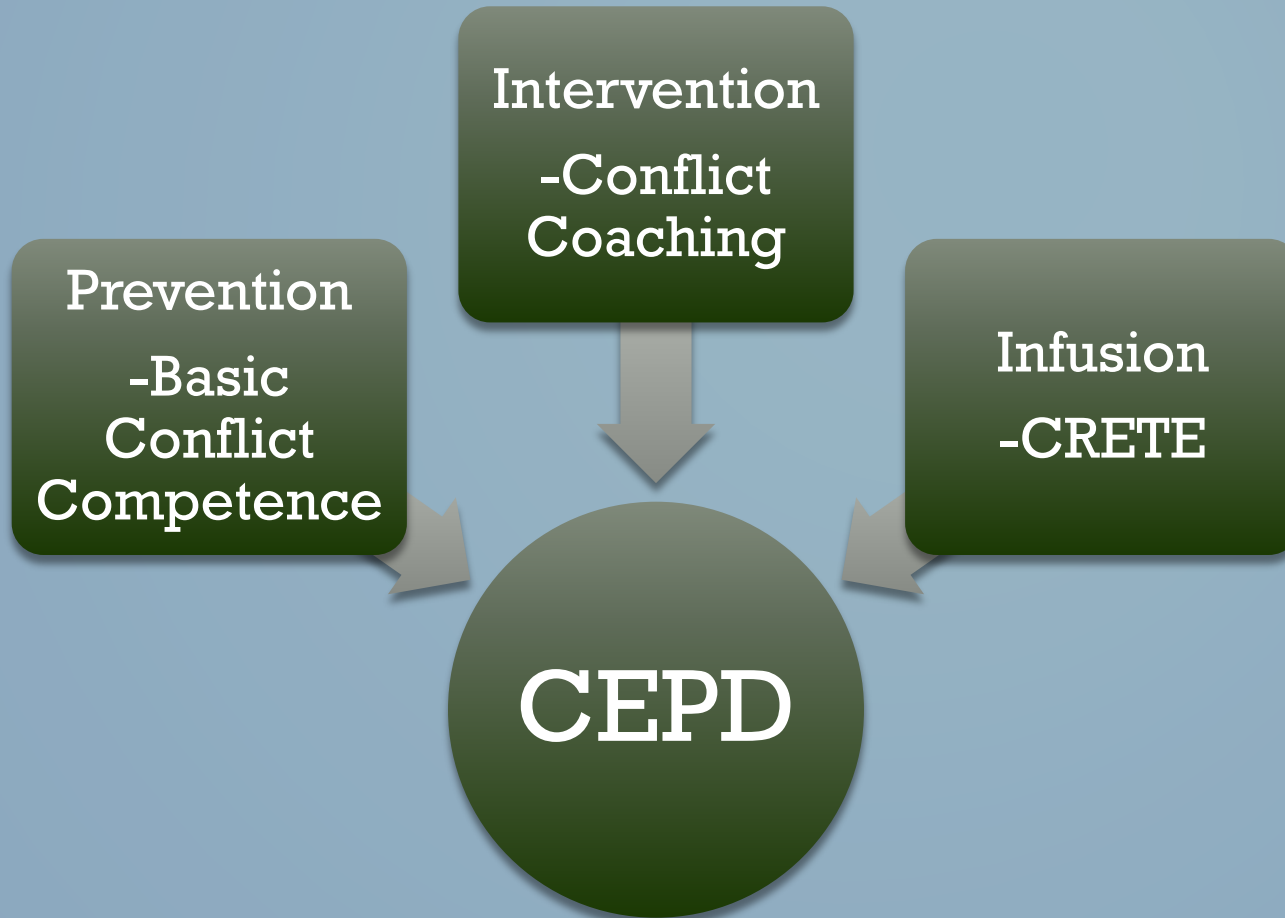 Intervention
-Conflict
Coaching
Prevention
-Basic
Conflict
Competence
Infusion
-CRETE
CEPD